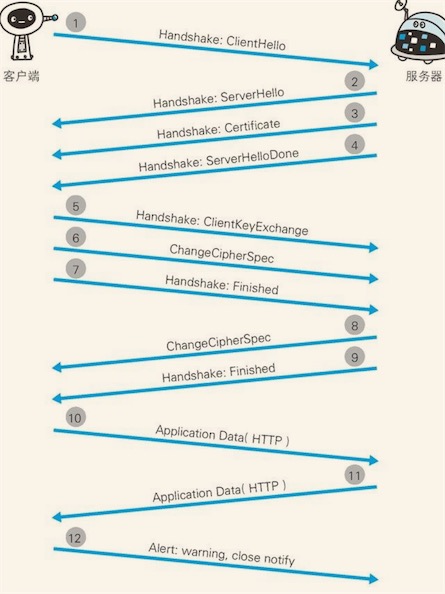 1
Handshake: ClientHello
客户端
服务器
2
Handshake: ServerHello
3
Handshake: Certificate
4
Handshake: ServerHelloDone
5
Handshake: ClientKeyExchange
6
ChangeCipherSpec
7
Handshake: Finished
8
ChangeCipherSpec
9
Handshake: Finished
10
Application Data( HTTP )
11
Application Data( HTTP )
12
Alert: warning, close notify